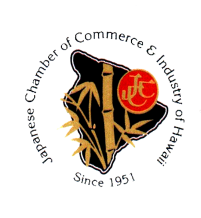 Japanese Chamber of Commerce & Industry of Hawaii
JCC
Since 1951